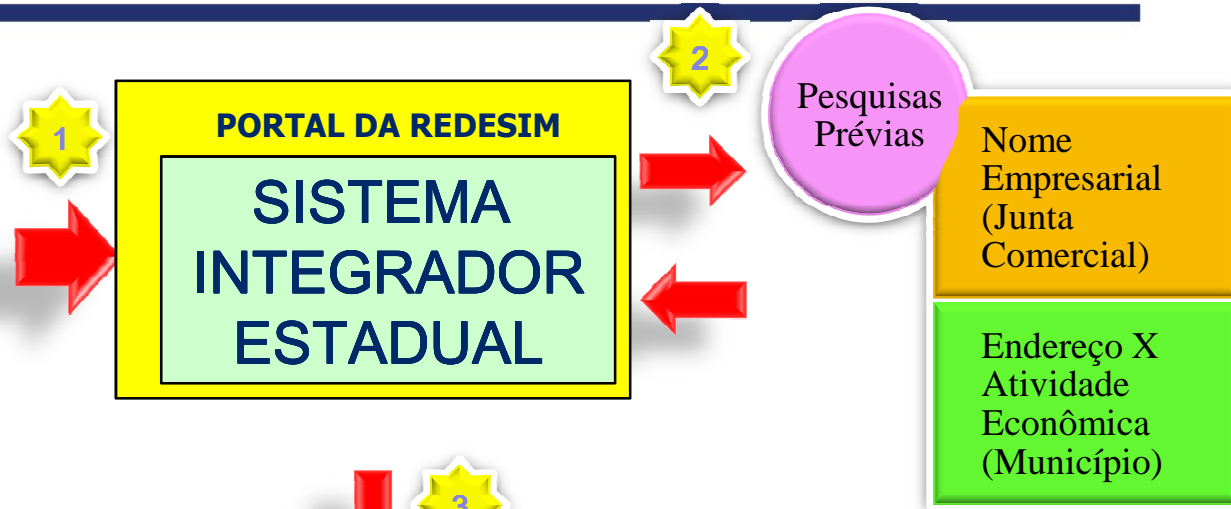 1
PORTAL DA REDESIM
SISTEMA
INTEGRADOR
ESTADUAL
2
Pesquisas
Prévias
Nome
Empresarial
(Junta
Comercial)
Endereço X
Atividade
Econômica
(Município)
3